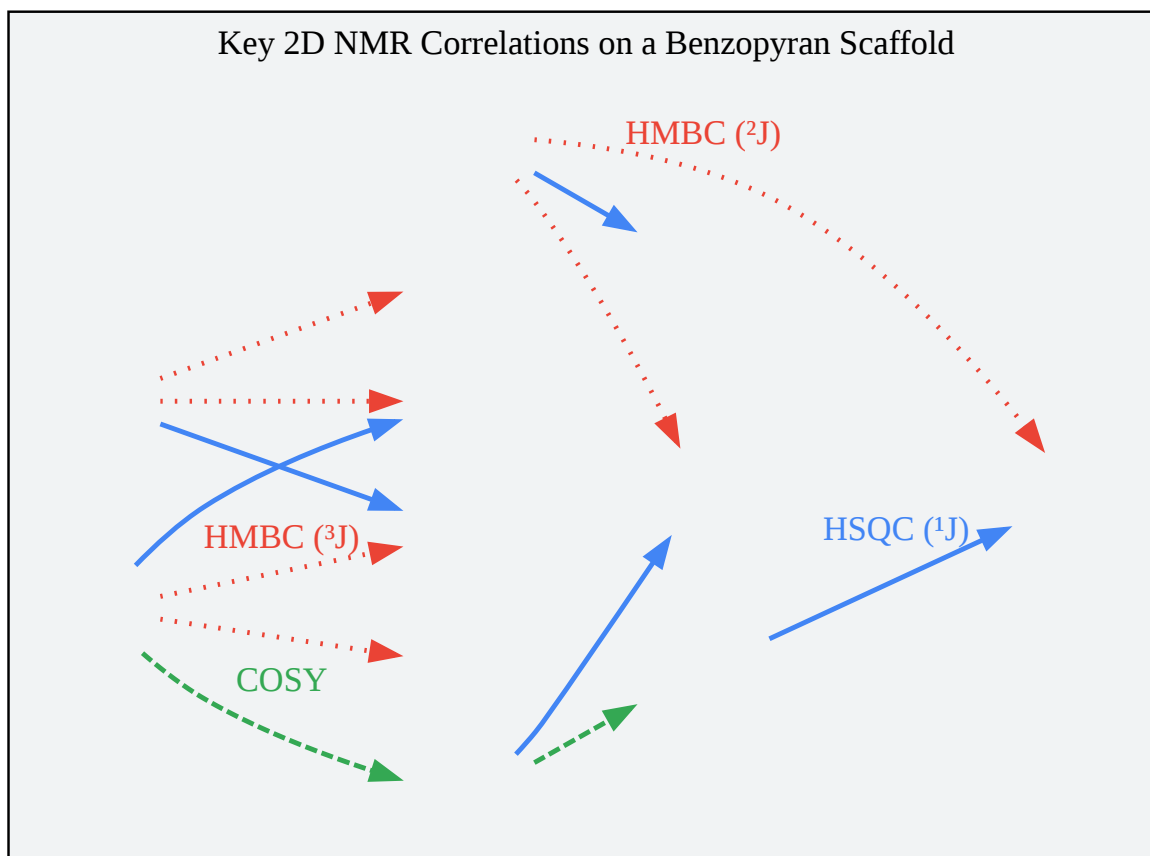 Key 2D NMR Correlations on a Benzopyran Scaffold
HMBC (²J)
HSQC (¹J)
HMBC (³J)
COSY